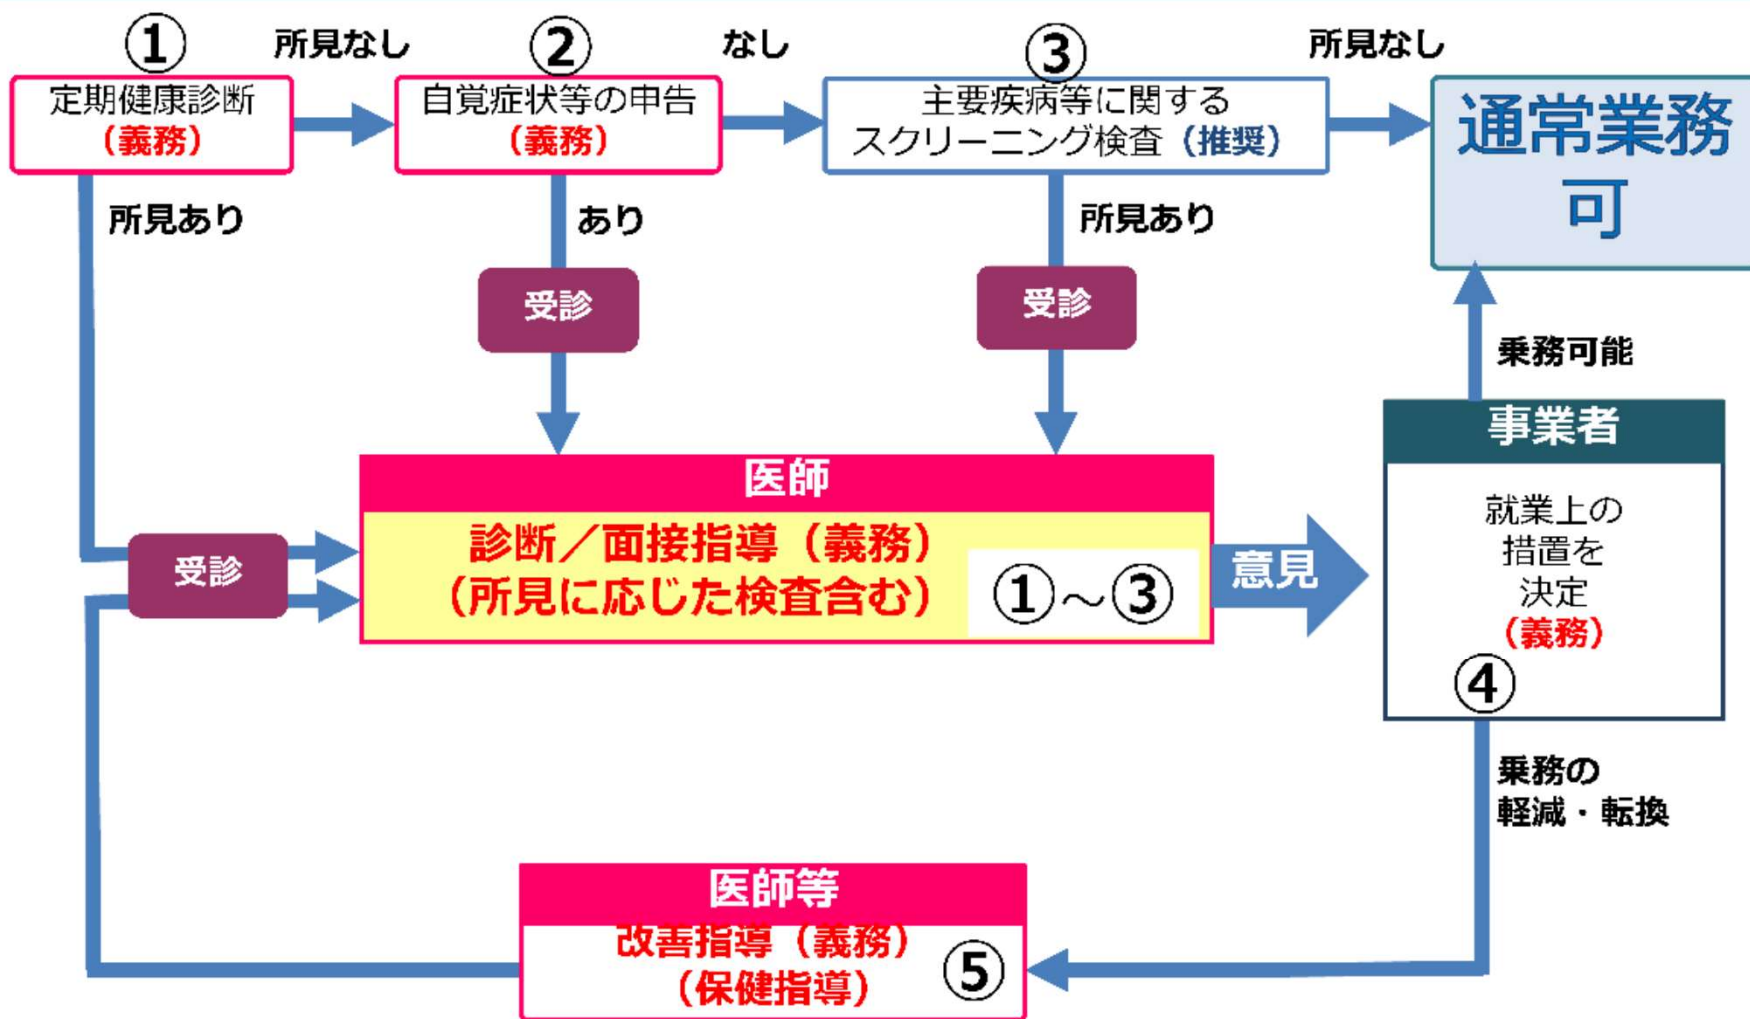 ①
所見なし
②
なし
③
所見なし
定期健康診断
（義務）
自覚症状等の申告
（義務）
主要疾病等に関する
スクリーニング検査（推奨）
通常業務
可
所見あり
あり
所見あり
受診
受診
乗務可能
医師
診断／面接指導（義務）
（所見に応じた検査含む）
①～③
受診
意見
事業者
就業上の
措置を
決定
（義務）
④
乗務の
軽減・転換
医師等
改善指導（義務）
（保健指導）
⑤